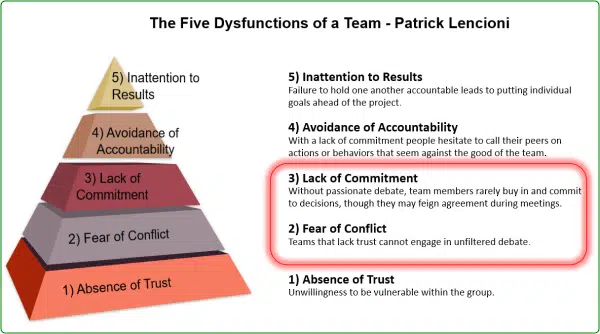 The Five Dysfunctions of a Team - Patrick Lencioni
5) Inattention to
Results
4) Avoidance of
Accountability
3) Lack of
Commitment
2) Fear of Conflict
1) Absence of Trust
5) Inattention to Results
Failure to hold one another accountable leads to putting individual
goals ahead of the project.
4) Avoidance of Accountability
With a lack of commitment people hesitate to call their peers on
actions or behaviors that seem against the good of the team.
3) Lack of Commitment
Without passionate debate, team members rarely buy in and commit
to decisions, though they may feign agreement during meetings.
2) Fear of Conflict
Teams that lack trust cannot engage in unfiltered debate.
1) Absence of Trust
Unwillingness to be vulnerable within the group.